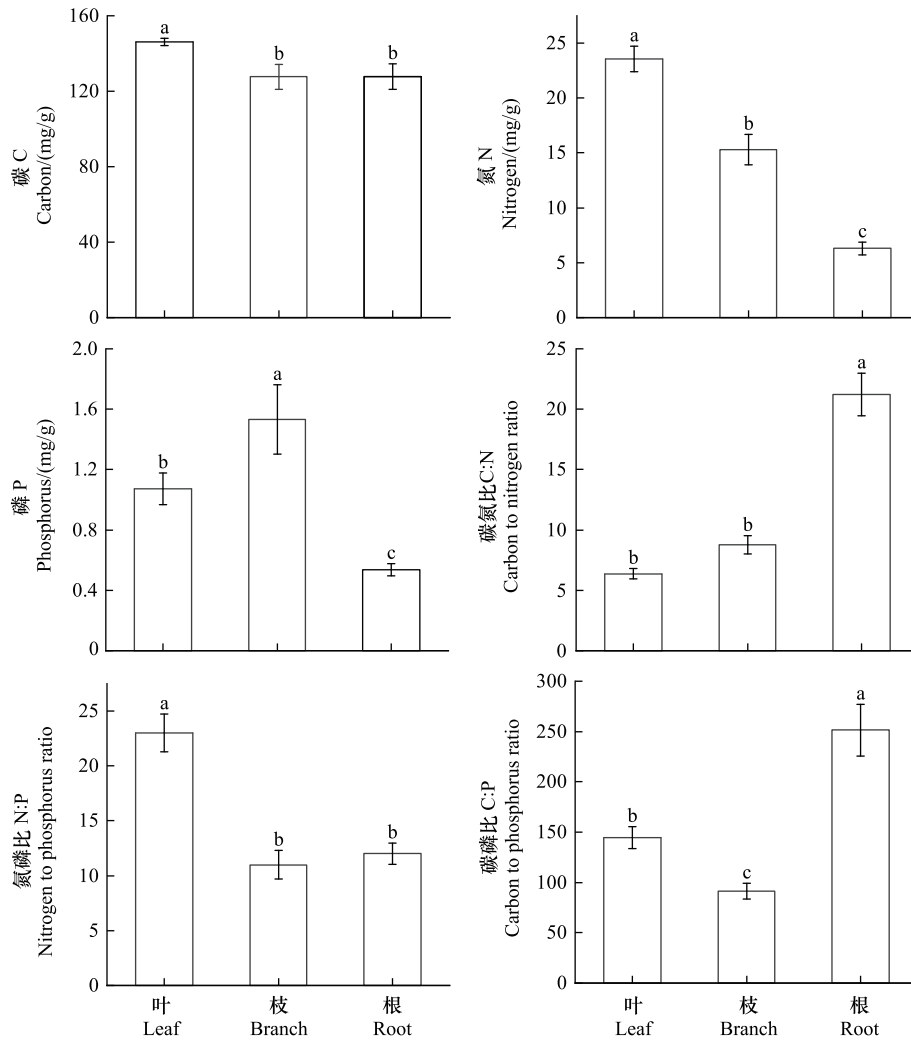 碳 C
Carbon/(mg/g)
160
120
80
40
0
a
b
b
氮 N
Nitrogen/(mg/g)
25
20
15
10
5
0
a
b
c
磷 P
Phosphorus/(mg/g)
2.0
1.6
1.2
0.8
0.4
0
b
a
c
碳氮比C:N
Carbon to nitrogen ratio
25
20
15
10
5
0
b
b
a
氮磷比 N:P
Nitrogen to phosphorus ratio
25
20
15
10
5
0
a
b
b
叶
Leaf
枝
Branch
根
Root
碳磷比 C:P
Carbon to phosphorus ratio
300
250
200
150
100
50
0
b
c
a
叶
Leaf
枝
Branch
根
Root